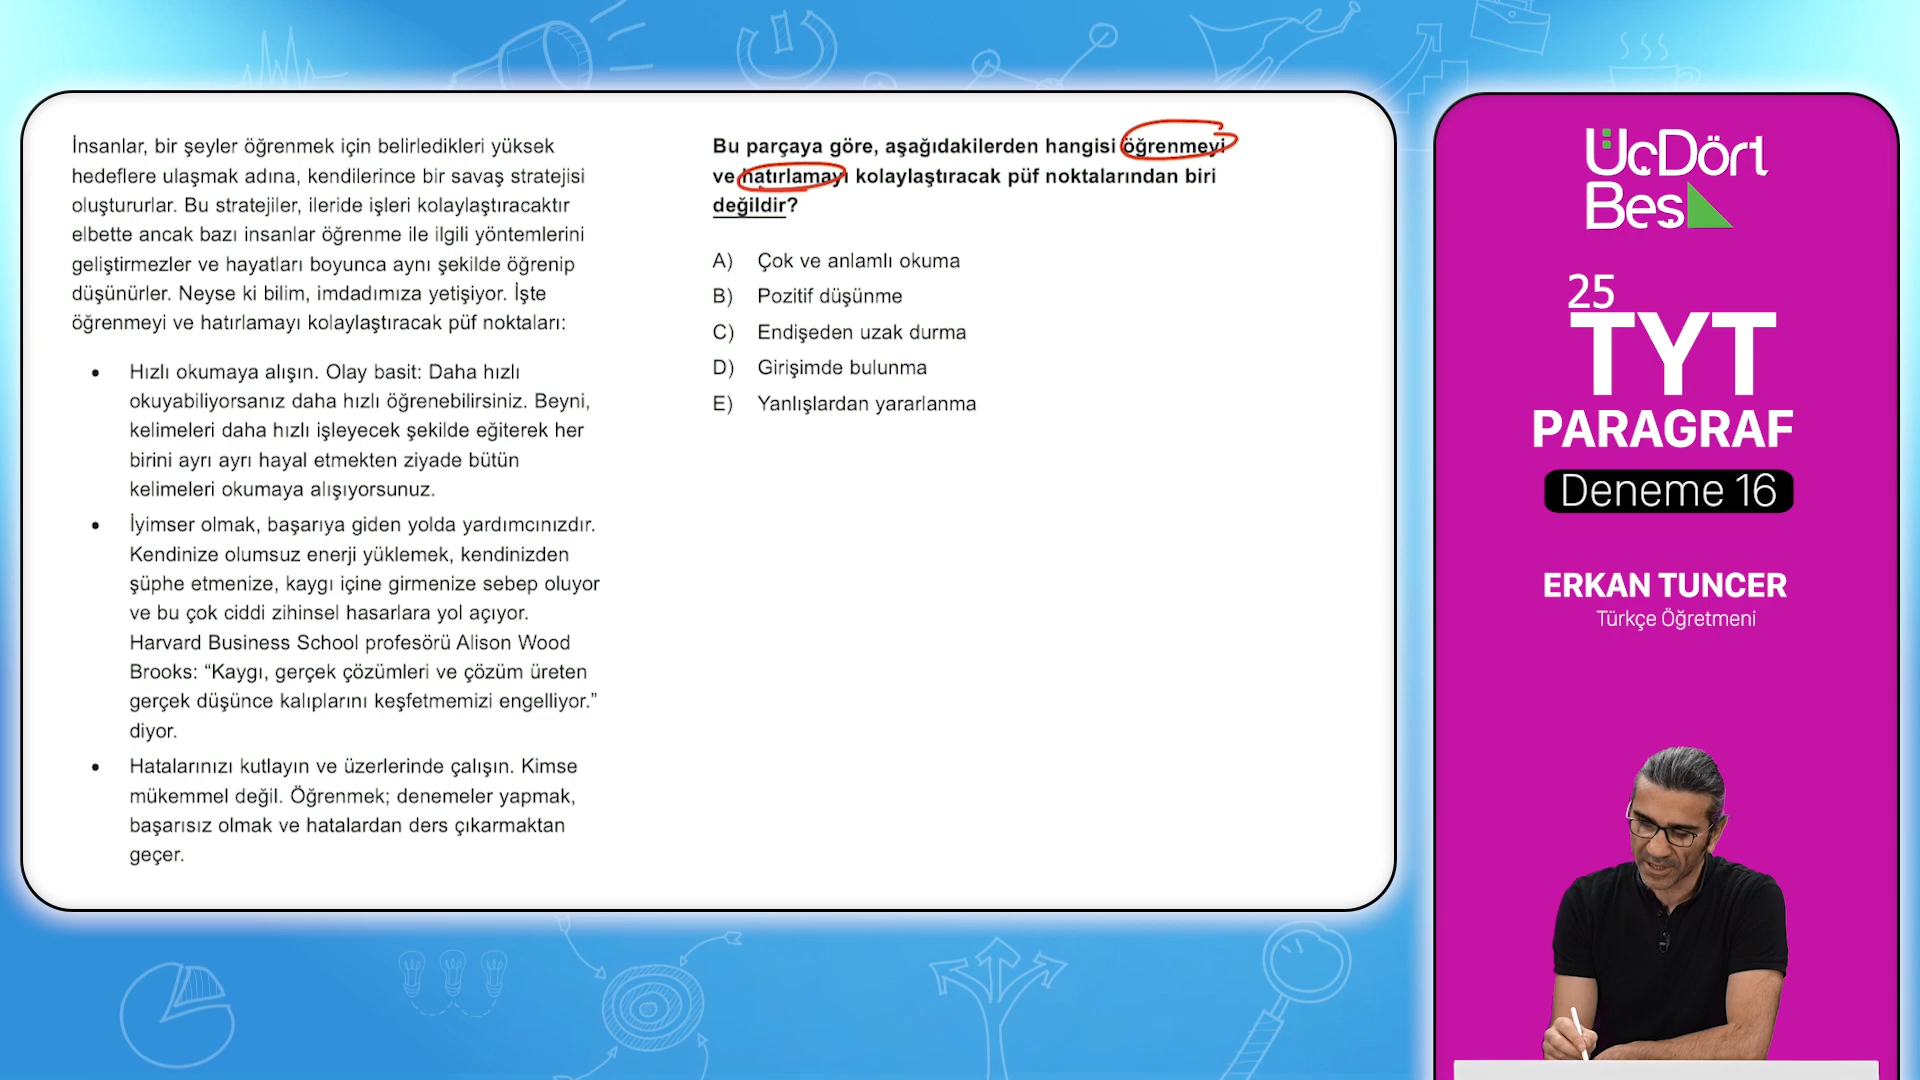 İnsanlar, bir şeyler öğrenmek için belirledikleri yüksek
hedeflere ulaşmak adına, kendilerince bir savaş stratejisi
oluştururlar. Bu stratejiler, ileride işleri kolaylaştıracaktır
elbette ancak bazı insanlar öğrenme ile ilgili yöntemlerini
geliştirmezler ve hayatları boyunca aynı şekilde öğrenip
düşünürler. Neyse ki bilim, imdadımıza yetişiyor. İşte
öğrenmeyi ve hatırlamayı kolaylaştıracak püf noktaları:
• Hızlı okumaya alışın. Olay basit: Daha hızlı
okuyabiliyorsanız daha hızlı öğrenebilirsiniz. Beyni,
kelimeleri daha hızlı işleyecek şekilde eğiterek her
birini ayrı ayrı hayal etmekten ziyade bütün
kelimeleri okumaya alışıyorsunuz.
• İyimser olmak, başarıya giden yolda yardımcınızdır.
Kendinize olumsuz enerji yüklemek, kendinizden
şüphe etmenize, kaygı içine girmenize sebep oluyor
ve bu çok ciddi zihinsel hasarlara yol açıyor.
Harvard Business School profesörü Alison Wood
Brooks: “Kaygı, gerçek çözümleri ve çözüm üreten
gerçek düşünce kalıplarını keşfetmemizi engelliyor.”
diyor.
• Hatalarınızı kutlayın ve üzerlerinde çalışın. Kimse
mükemmel değil. Öğrenmek; denemeler yapmak,
başarısız olmak ve hatalardan ders çıkarmaktan
geçer.
Bu parçaya göre, aşağıdakilerden hangisi öğrenmeyi
ve hatırlamayı kolaylaştıracak püf noktalarından biri
değildir?
A) Çok ve anlamlı okuma
B) Pozitif düşünme
C) Endişeden uzak durma
D) Girişimde bulunma
E) Yanlışlardan yararlanma
ÜçDört
Beş
25
TYT
PARAGRAF
Deneme 16
ERKAN TUNCER
Türkçe Öğretmeni